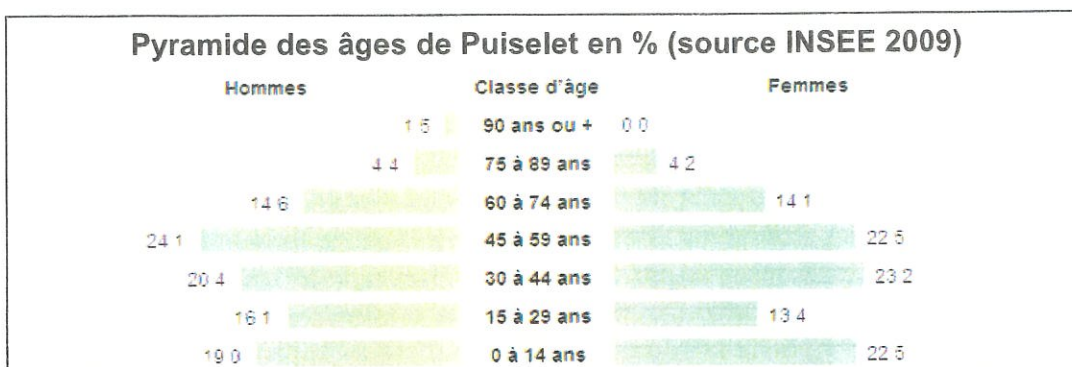 Pyramide des âges de Puiselet en % (source INSEE 2009)
Hommes Classe d'âge Femmes
1 5 90 ans ou + 0 0
4 4 75 à 89 ans 4 2
14 6 60 à 74 ans 14 1
24 1 45 à 59 ans 22 5
20 4 30 à 44 ans 23 2
16 1 15 à 29 ans 13 4
19 0 0 à 14 ans 22 5